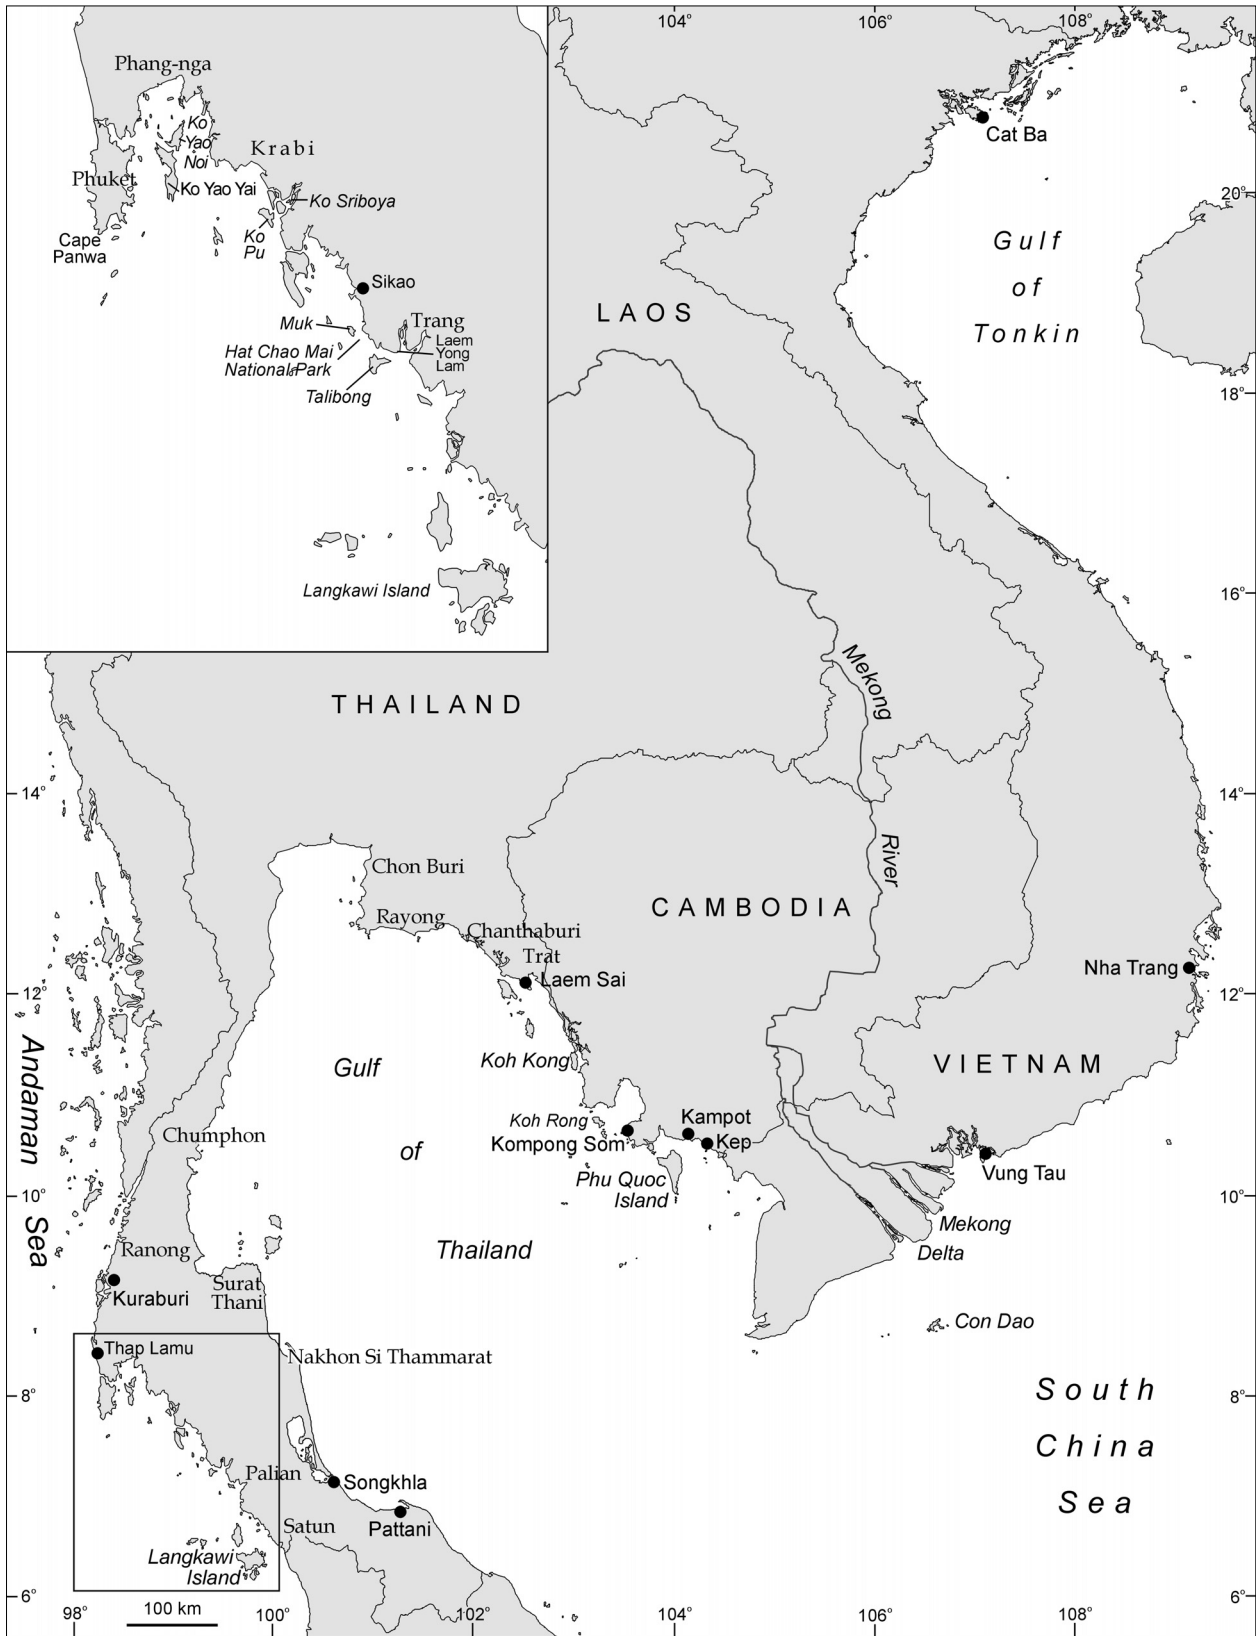 104°
106°
108°
Phang-nga
Ko
Yao
Noi
Krabi
Phuket
Ko Yao Yai
Ko Sriboya
Cape
Panwa
Ko
Pu
Sikao
Muk
Trang
Hat Chao Mai
National Park
Laem
Yong
Lam
Talibong
Langkawi Island
Cat Ba
20°
Gulf
of
Tonkin
LAOS
18°
16°
Mekong
THAILAND
14°
14°
River
Chon Buri
Rayong
Chanthaburi
Trat
Laem Sai
CAMBODIA
Nha Trang
12°
12°
Andaman
Sea
Gulf
of
Thailand
Koh Kong
VIETNAM
Koh Rong
Kompong Som
Kampot
Kep
Chumphon
Phu Quoc
Island
Vung Tau
10°
10°
Mekong
Delta
Ranong
Kuraburi
Surat
Thani
Con Dao
Thap Lamu
Nakhon Si Thammarat
8°
8°
South
China
Sea
Palian
Songkhla
Pattani
Satun
Langkawi
Island
6°
6°
98°
100 km
100°
102°
104°
106°
108°